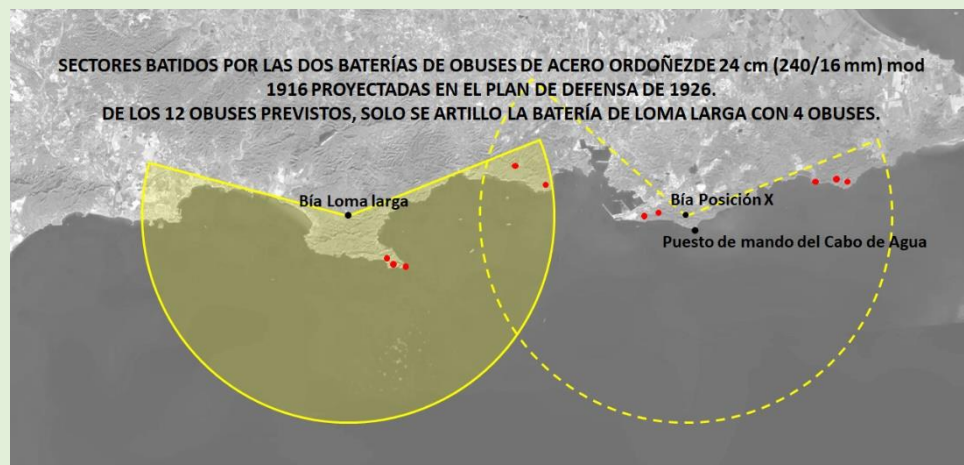 SECTORES BATIDOS POR LAS DOS BATERÍAS DE OBUSES DE ACERO ORDOÑEZDE 24 cm (240/16 mm) mod
1916 PROYECTADAS EN EL PLAN DE DEFENSA DE 1926.
DE LOS 12 OBUSES PREVISTOS, SOLO SE ARTILLO LA BATERÍA DE LOMA LARGA CON 4 OBUSES.
Bía Loma larga
Bía Posición X
Puesto de mando del Cabo de Agua